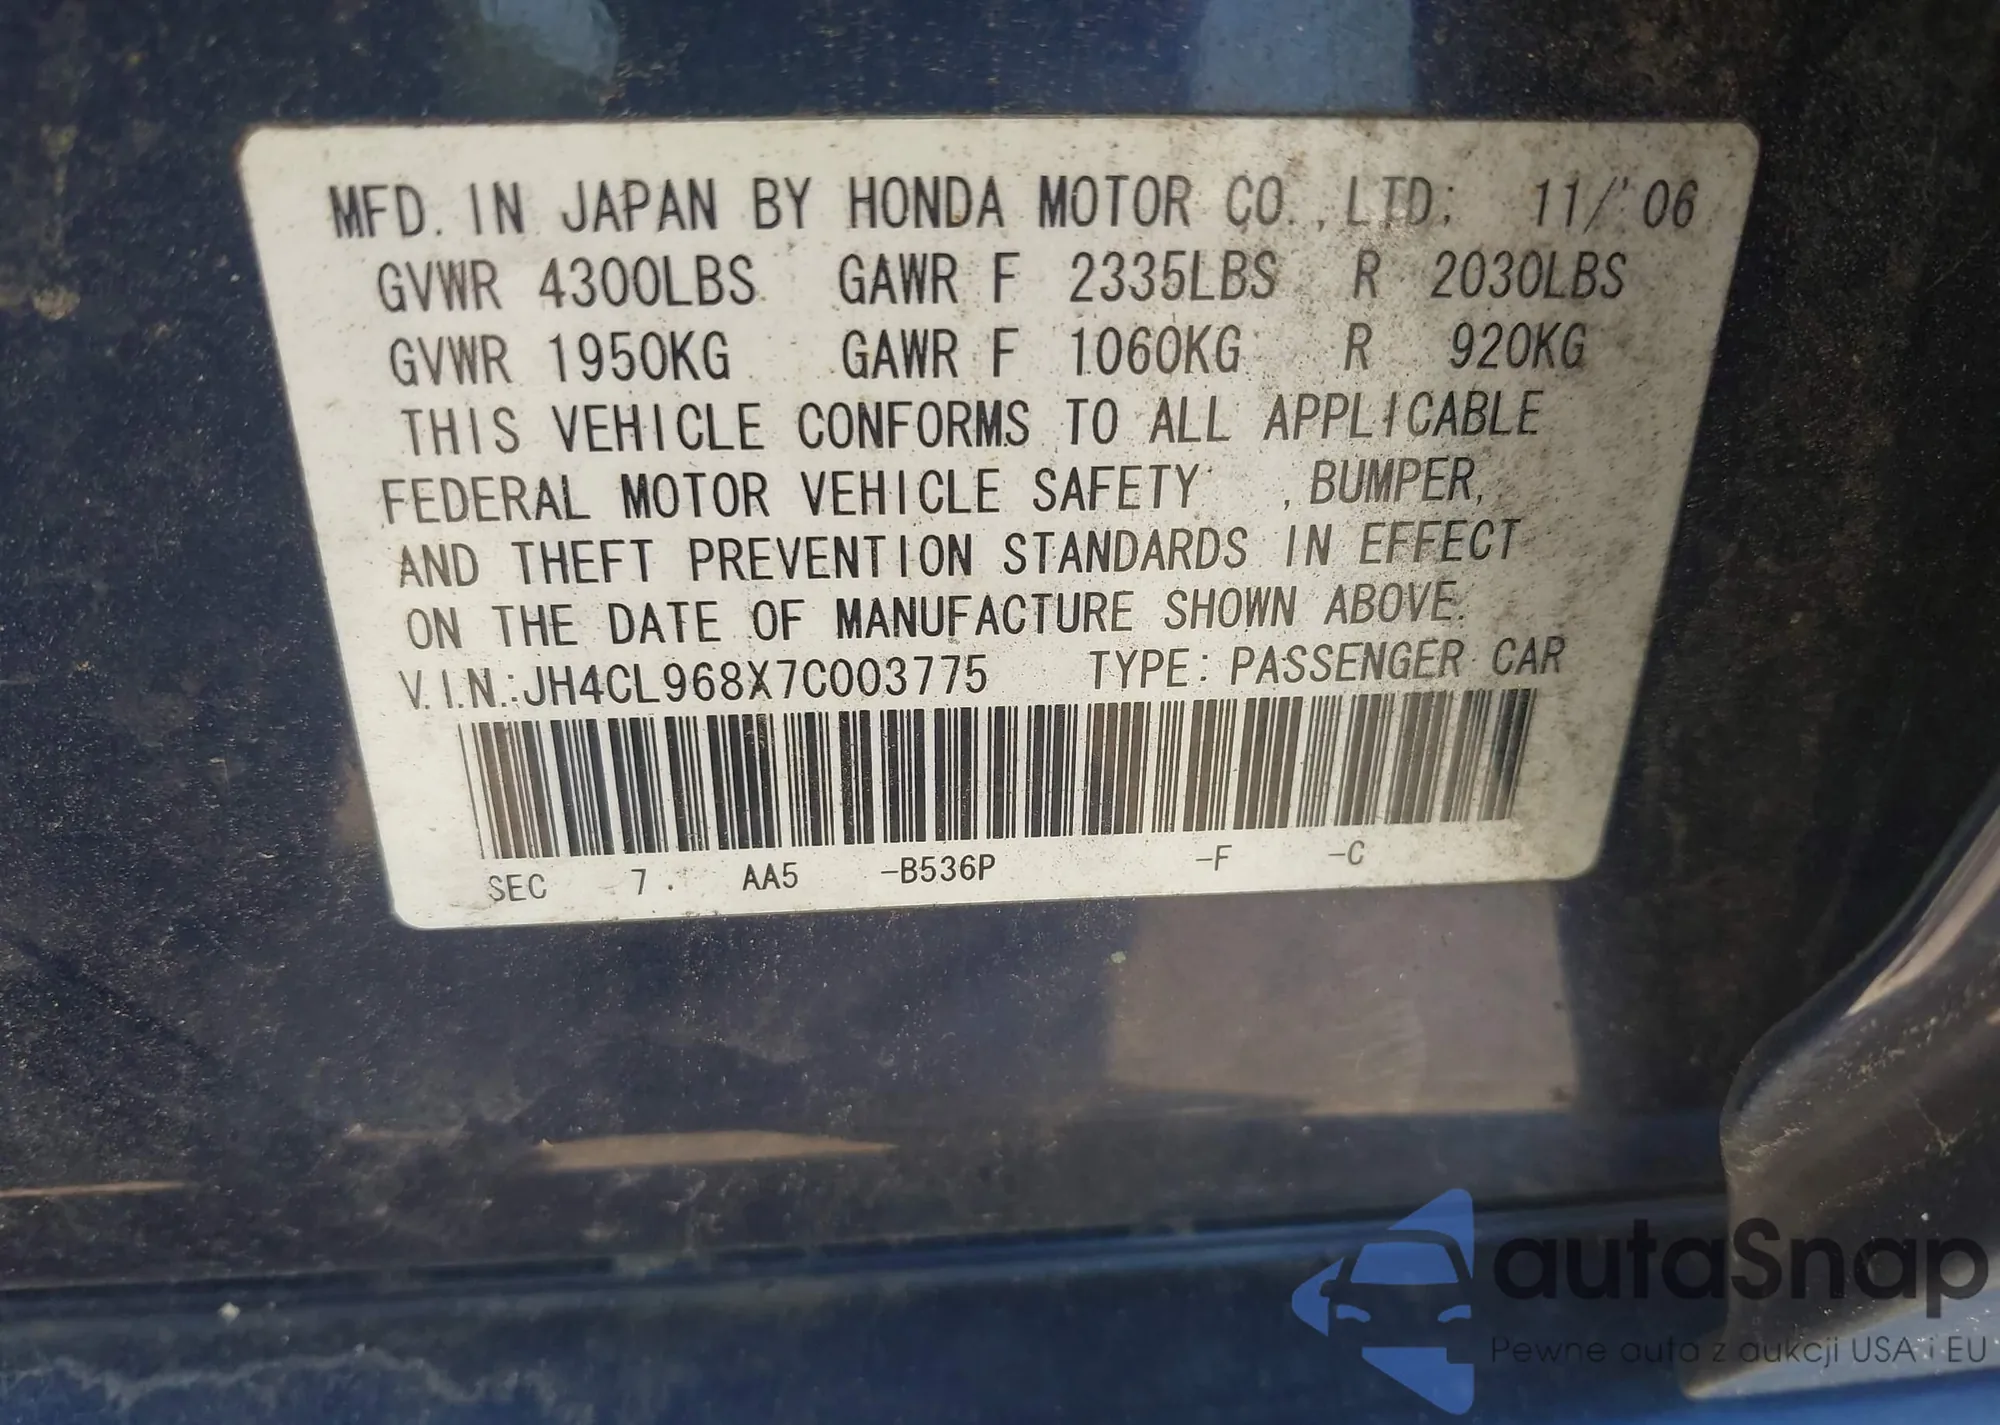 MFD. IN JAPAN BY HONDA MOTOR CO.,LTD. 11/'06
GVWR 4300LBS GAWR F 2335LBS R 2030LBS
GVWR 1950KG GAWR F 1060KG R 920KG
THIS VEHICLE CONFORMS TO ALL APPLICABLE
FEDERAL MOTOR VEHICLE SAFETY ,BUMPER,
AND THEFT PREVENTION STANDARDS IN EFFECT
ON THE DATE OF MANUFACTURE SHOWN ABOVE.
V.I.N.:JH4CL968X7C003775 TYPE: PASSENGER CAR
SEC 7. AA5 -B536P -F -C
autaSnap
Pewne auta z aukcji USA i EU